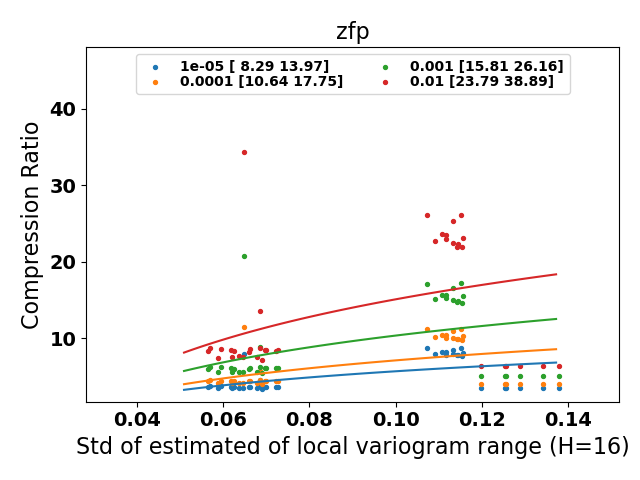 zfp
1e-05 [ 8.29 13.97]
0.0001 [10.64 17.75]
0.001 [15.81 26.16]
0.01 [23.79 38.89]
Compression Ratio
40
30
20
10
0.04 0.06 0.08 0.10 0.12 0.14
Std of estimated of local variogram range (H=16)